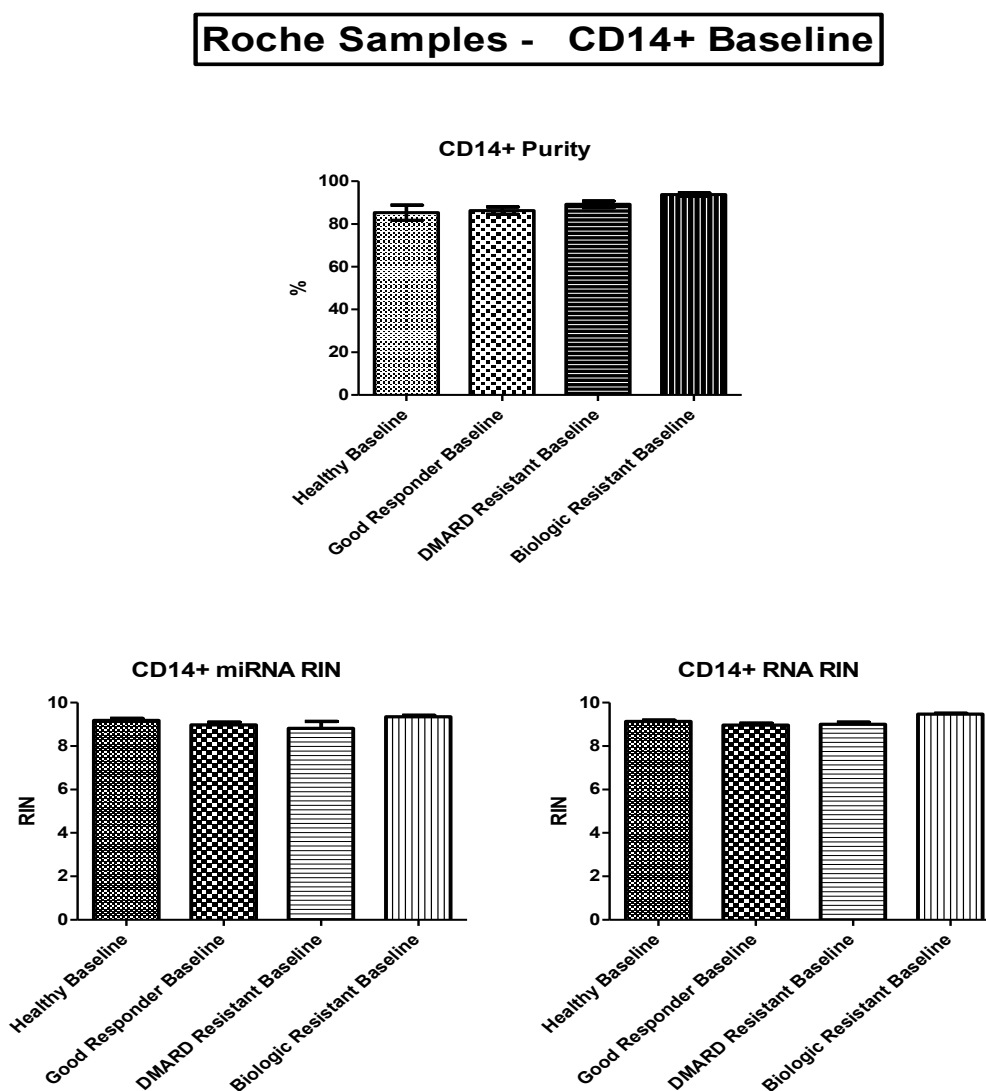 Roche Samples -   CD14+ Baseline
CD14+ Purity
100
80
60
40
20
0
%
Healthy Baseline
Good Responder Baseline
DMARD Resistant Baseline
Biologic Resistant Baseline
CD14+ miRNA RIN
10
8
6
4
2
0
RIN
Healthy Baseline
Good Responder Baseline
DMARD Resistant Baseline
Biologic Resistant Baseline
CD14+ RNA RIN
10
8
6
4
2
0
RIN
Healthy Baseline
Good Responder Baseline
DMARD Resistant Baseline
Biologic Resistant Baseline